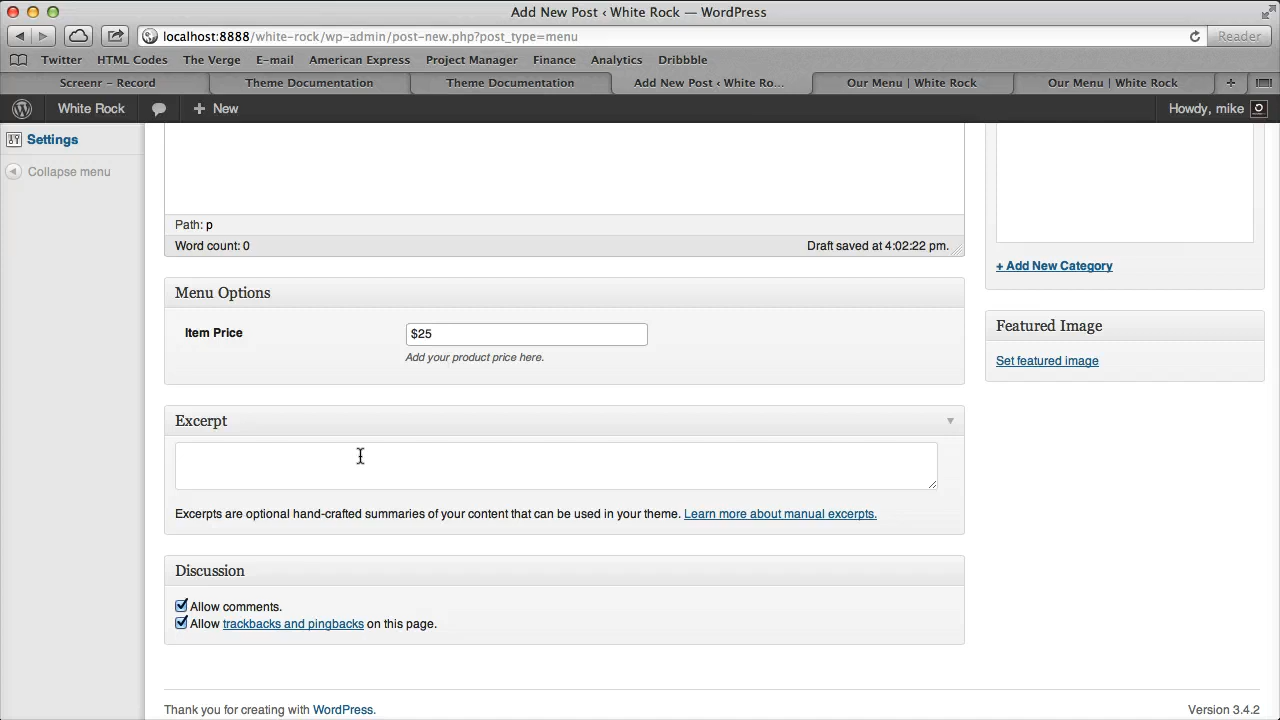 Add New Post ‹ White Rock — WordPress
localhost:8888/white-rock/wp-admin/post-new.php?post_type=menu
Reader
Twitter HTML Codes The Verge E-mail American Express Project Manager Finance Analytics Dribbble
Screenr – Record Theme Documentation Theme Documentation Add New Post ‹ White Ro... Our Menu | White Rock Our Menu | White Rock
White Rock + New Howdy, mike
Settings
Collapse menu
Path: p
Word count: 0 Draft saved at 4:02:22 pm.
+ Add New Category
Menu Options
Item Price $25
Add your product price here.
Featured Image
Set featured image
Excerpt
Excerpts are optional hand-crafted summaries of your content that can be used in your theme. Learn more about manual excerpts.
Discussion
Allow comments.
Allow trackbacks and pingbacks on this page.
Thank you for creating with WordPress. Version 3.4.2